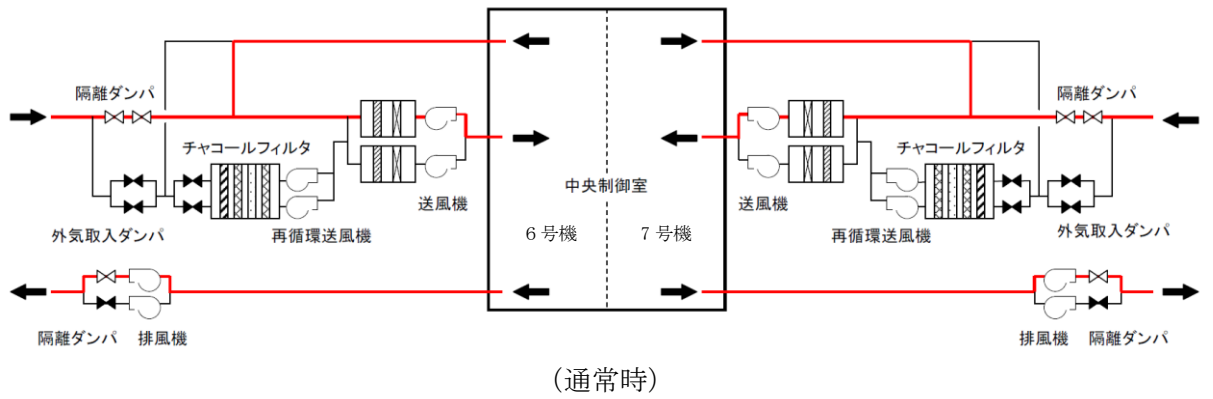 隔離ダンパ
隔離ダンパ
チャコールフィルタ
チャコールフィルタ
中央制御室
送風機
送風機
外気取入ダンパ
再循環送風機
6号機
7号機
再循環送風機
外気取入ダンパ
隔離ダンパ
排風機
排風機
隔離ダンパ
(通常時)